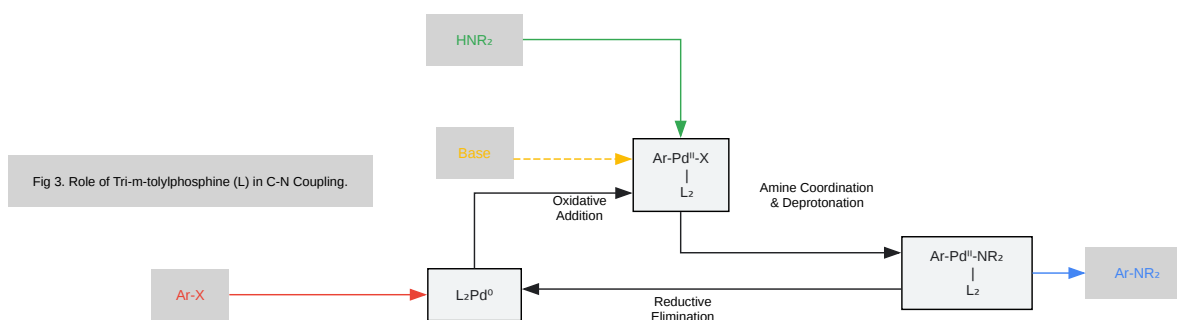 HNR₂
Base
Ar-Pdᴵᴵ-X
|
L₂
Fig 3. Role of Tri-m-tolylphosphine (L) in C-N Coupling.
Oxidative
Addition
Amine Coordination
& Deprotonation
Ar-Pdᴵᴵ-NR₂
|
L₂
Ar-NR₂
Ar-X
L₂Pd⁰
Reductive
Elimination